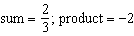 sum = 2/3; product = −2